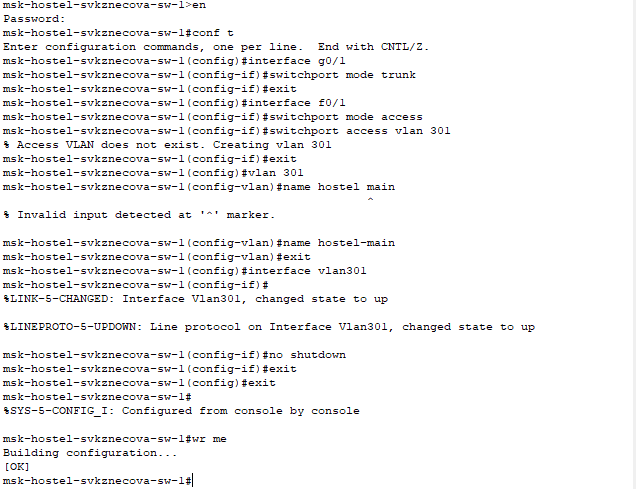 msk-hostel-svkznecova-sw-1>en
Password:
msk-hostel-svkznecova-sw-1#conf t
Enter configuration commands, one per line.  End with CNTL/Z.
msk-hostel-svkznecova-sw-1(config)#interface g0/1
msk-hostel-svkznecova-sw-1(config-if)#switchport mode trunk
msk-hostel-svkznecova-sw-1(config-if)#exit
msk-hostel-svkznecova-sw-1(config)#interface f0/1
msk-hostel-svkznecova-sw-1(config-if)#switchport mode access
msk-hostel-svkznecova-sw-1(config-if)#switchport access vlan 301
% Access VLAN does not exist. Creating vlan 301
msk-hostel-svkznecova-sw-1(config-if)#exit
msk-hostel-svkznecova-sw-1(config)#vlan 301
msk-hostel-svkznecova-sw-1(config-vlan)#name hostel main
^
% Invalid input detected at '^' marker.
msk-hostel-svkznecova-sw-1(config-vlan)#name hostel-main
msk-hostel-svkznecova-sw-1(config-vlan)#exit
msk-hostel-svkznecova-sw-1(config)#interface vlan301
msk-hostel-svkznecova-sw-1(config-if)#
%LINK-5-CHANGED: Interface Vlan301, changed state to up
%LINEPROTO-5-UPDOWN: Line protocol on Interface Vlan301, changed state to up
msk-hostel-svkznecova-sw-1(config-if)#no shutdown
msk-hostel-svkznecova-sw-1(config-if)#exit
msk-hostel-svkznecova-sw-1(config)#exit
msk-hostel-svkznecova-sw-1#
%SYS-5-CONFIG_I: Configured from console by console
msk-hostel-svkznecova-sw-1#wr me
Building configuration...
[OK]
msk-hostel-svkznecova-sw-1#